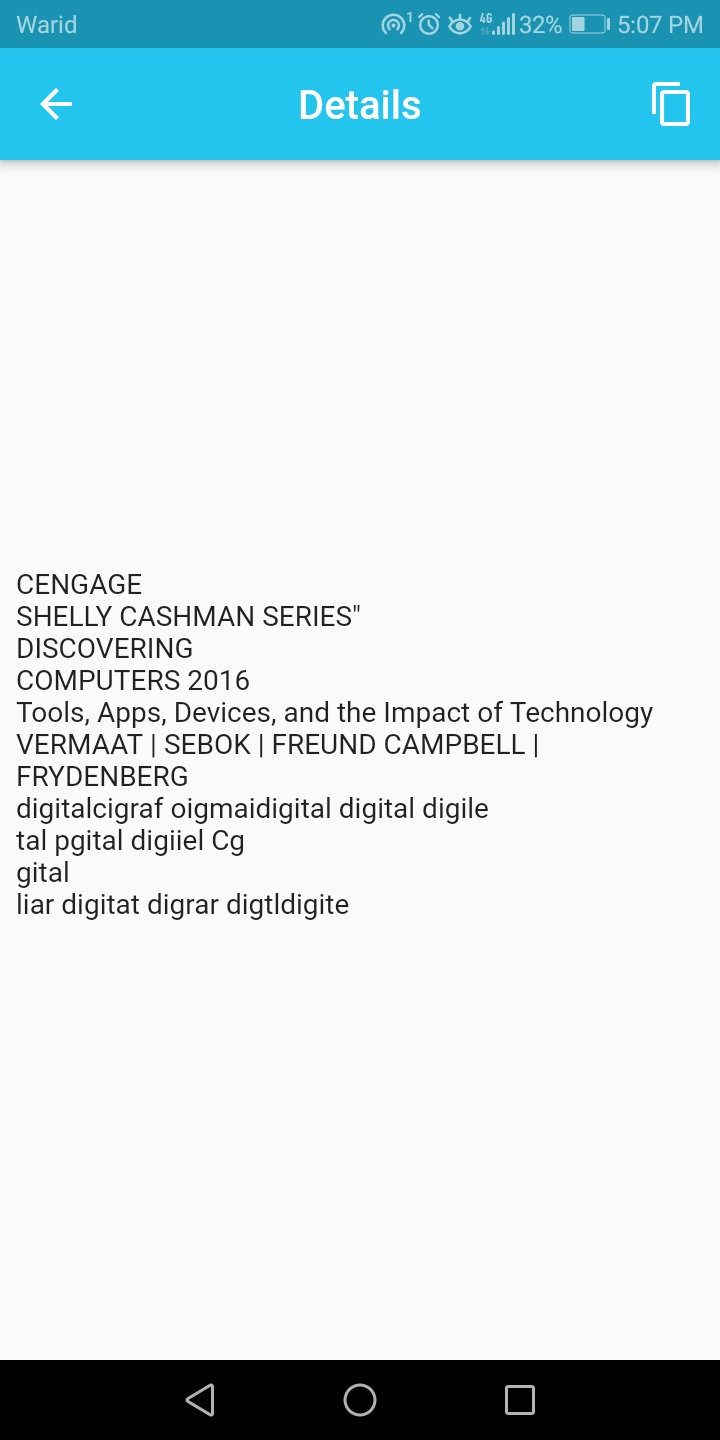 Warid 4G 32% 5:07 PM
Details
CENGAGE
SHELLY CASHMAN SERIES"
DISCOVERING
COMPUTERS 2016
Tools, Apps, Devices, and the Impact of Technology
VERMAAT | SEBOK | FREUND CAMPBELL |
FRYDENBERG
digitalcigraf oigmaidigital digital digile
tal pgital digiiel Cg
gital
liar digitat digrar digtldigite